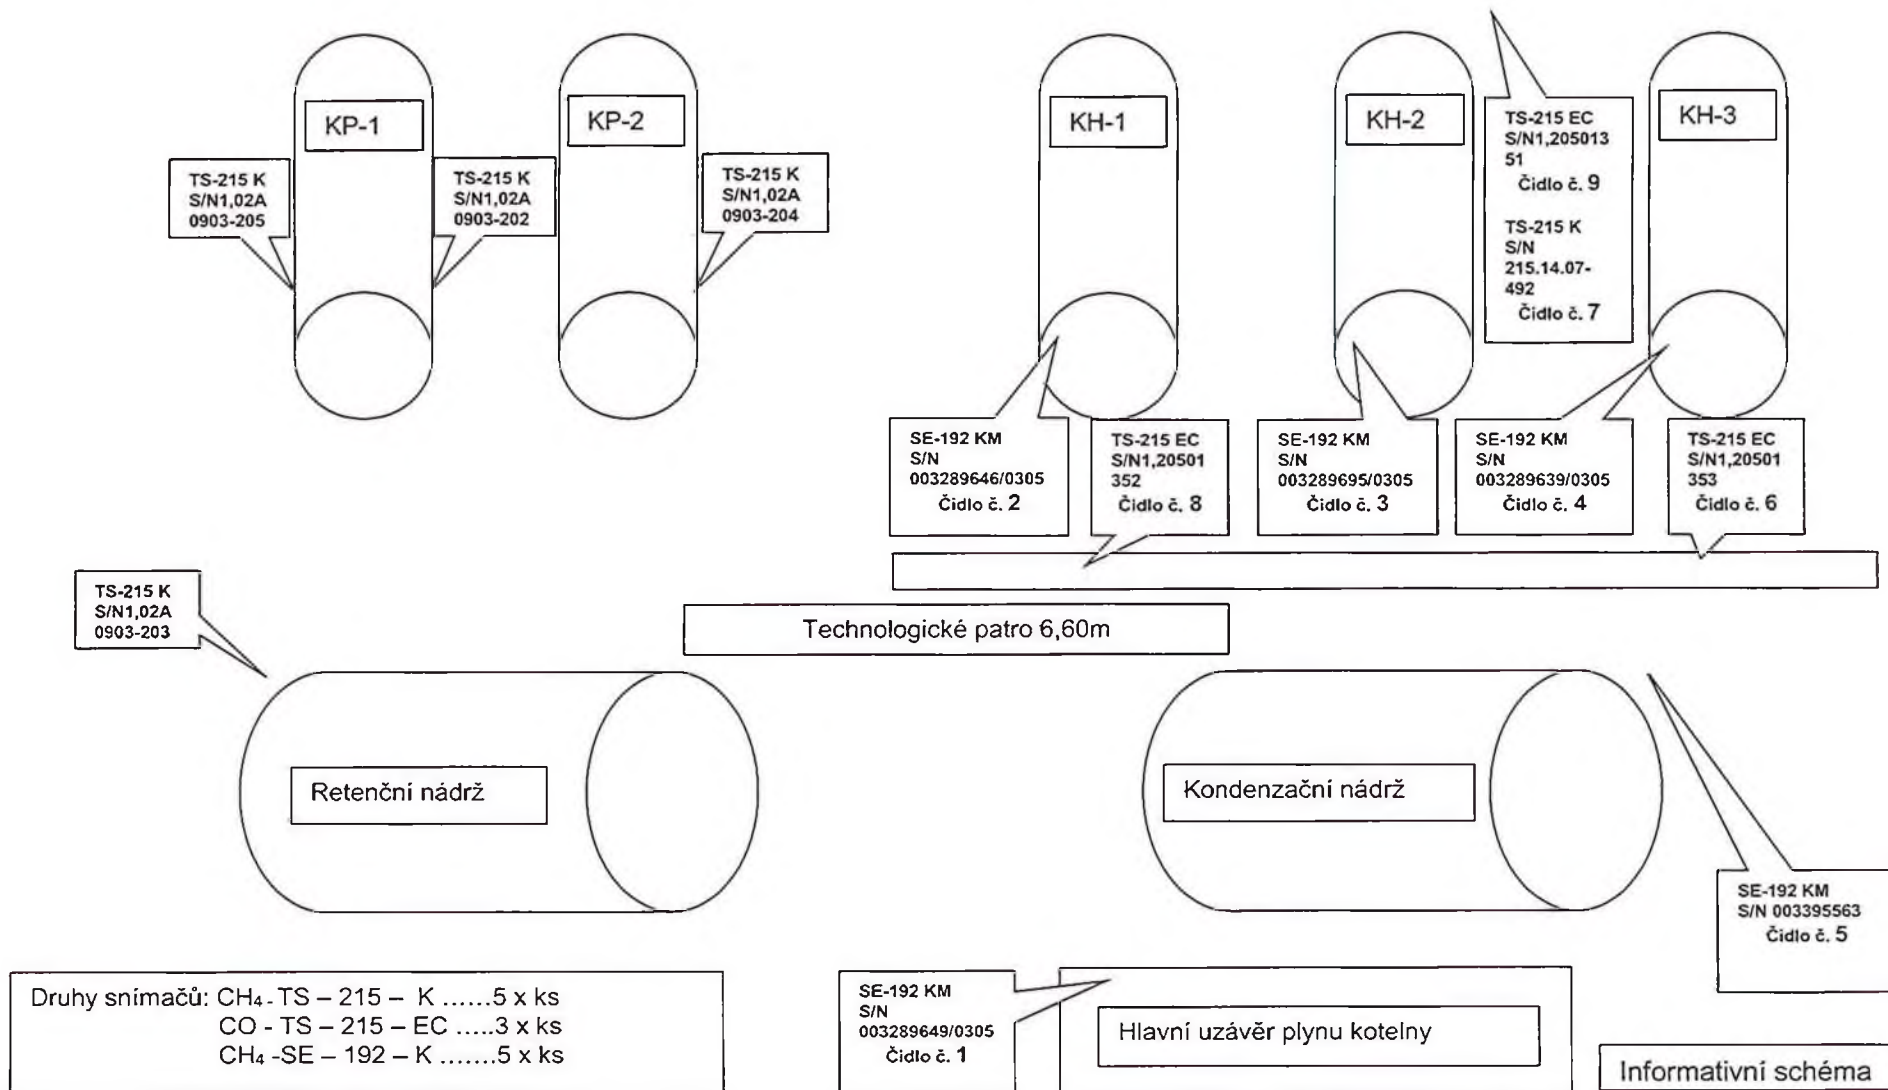 KP-1
KP-2
KH-1
KH-2
KH-3
TS-215 K
S/N1,02A
0903-205
TS-215 K
S/N1,02A
0903-202
TS-215 K
S/N1,02A
0903-204
TS-215 EC
S/N1,205013
51
Čidlo č. 9
TS-215 K
S/N
215.14.07-
492
Čidlo č. 7
SE-192 KM
S/N
003289646/0305
Čidlo č. 2
TS-215 EC
S/N1,20501
352
Čidlo č. 8
SE-192 KM
S/N
003289695/0305
Čidlo č. 3
SE-192 KM
S/N
003289639/0305
Čidlo č. 4
TS-215 EC
S/N1,20501
353
Čidlo č. 6
TS-215 K
S/N1,02A
0903-203
Technologické patro 6,60m
Retenční nádrž
Kondenzační nádrž
SE-192 KM
S/N 003395563
Čidlo č. 5
Druhy snímačů: CH₄ - TS – 215 – K ......5 x ks
CO - TS – 215 – EC .....3 x ks
CH₄ -SE – 192 – K .......5 x ks
SE-192 KM
S/N
003289649/0305
Čidlo č. 1
Hlavní uzávěr plynu kotelny
Informativní schéma